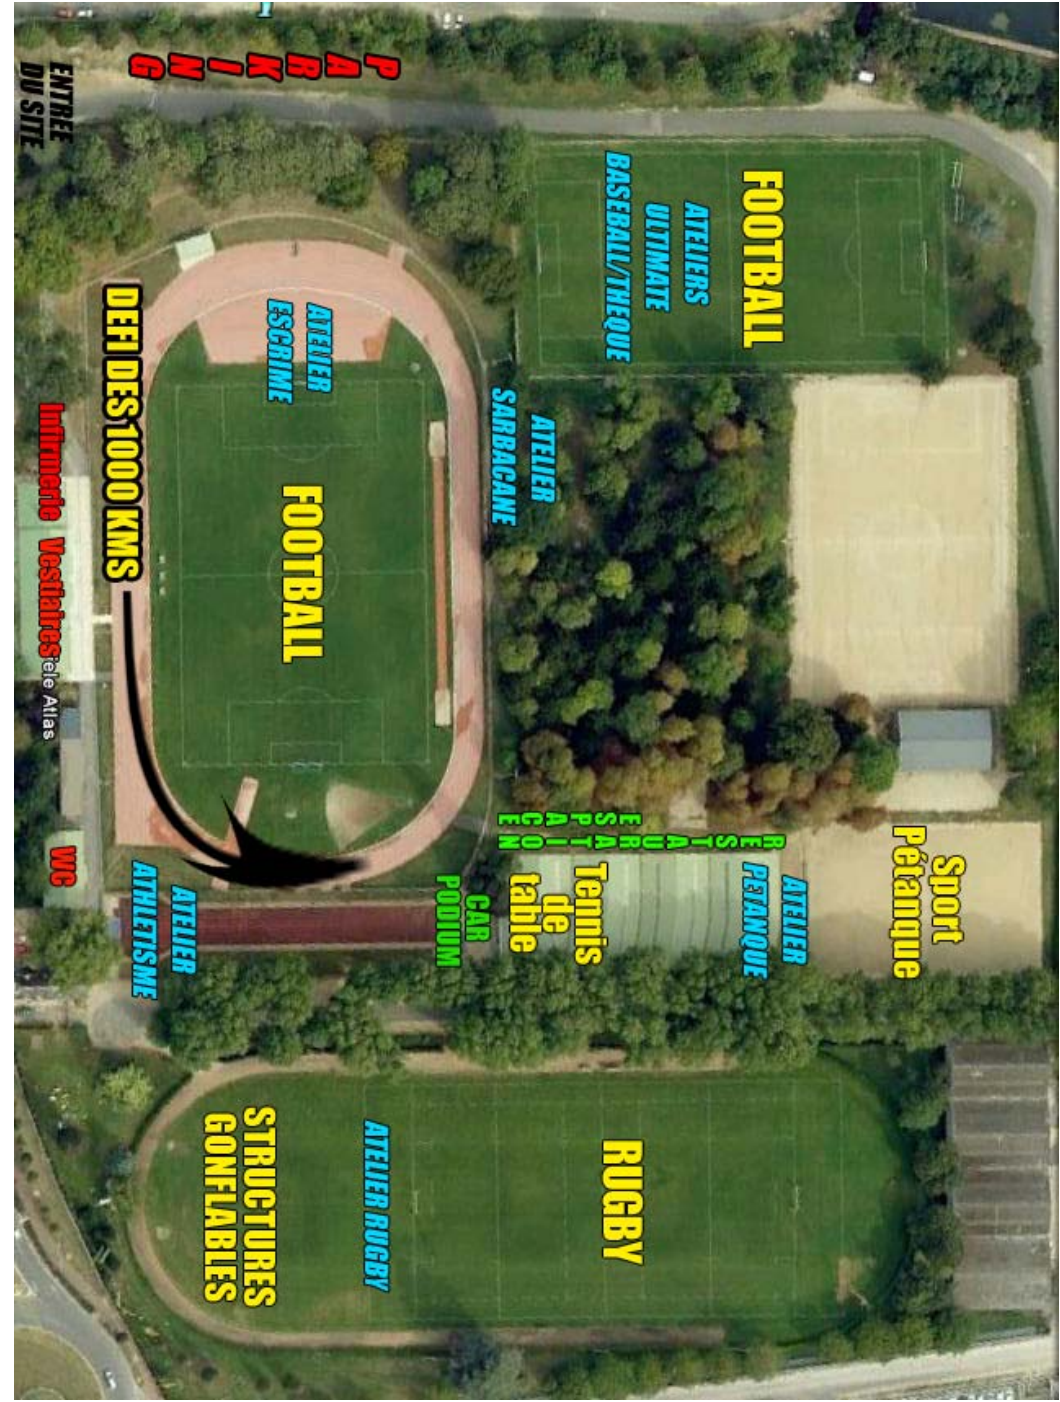 Sport
Pétanque
FOOTBALL
ATELIERS
ULTIMATE
BASEBALL/THEQUE
ATELIER
PETANQUE
ESPACE
RESTAURATION
Tennis
de
table
RUGBY
ATELIER
SARBACANE
CAR
PODIUM
PARKING
ATELIER
ESCRIME
FOOTBALL
ATELIER RUGBY
STRUCTURES
GONFLABLES
ATELIER
ATHLETISME
DEFI DES 1000 KMS
ENTREE
DU SITE
Infirmerie Vestiaires
iele Atlas
WC